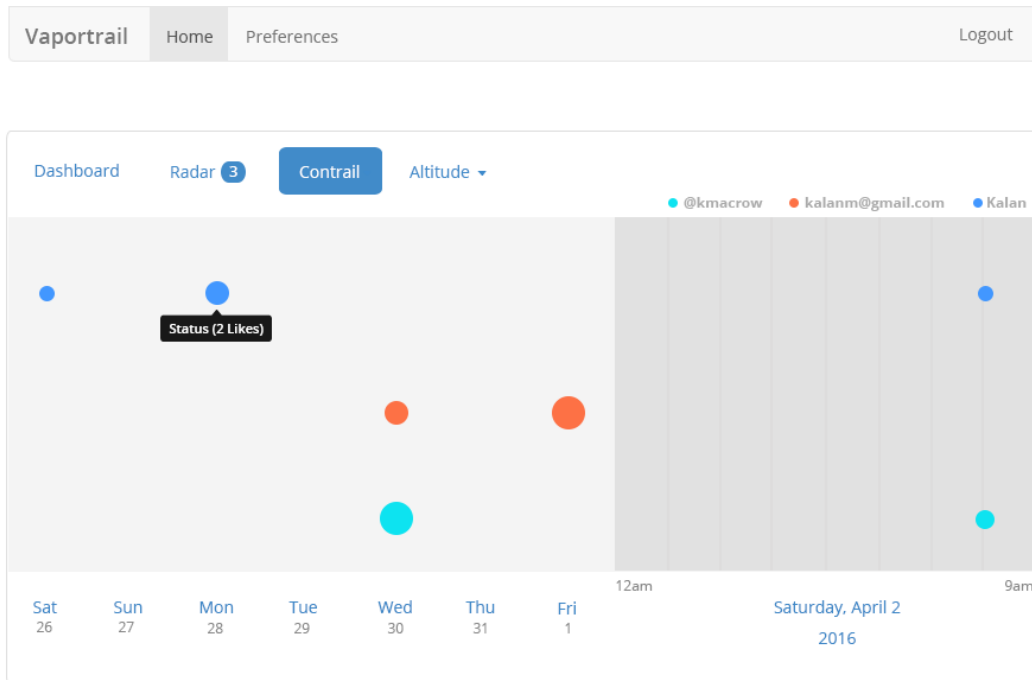 Vaportrail Home Preferences Logout
Dashboard Radar 3 Contrail Altitude
@kmacrow kalanm@gmail.com Kalan
Status (2 Likes)
12am 9am
Sat Sun Mon Tue Wed Thu Fri Saturday, April 2
26 27 28 29 30 31 1
2016